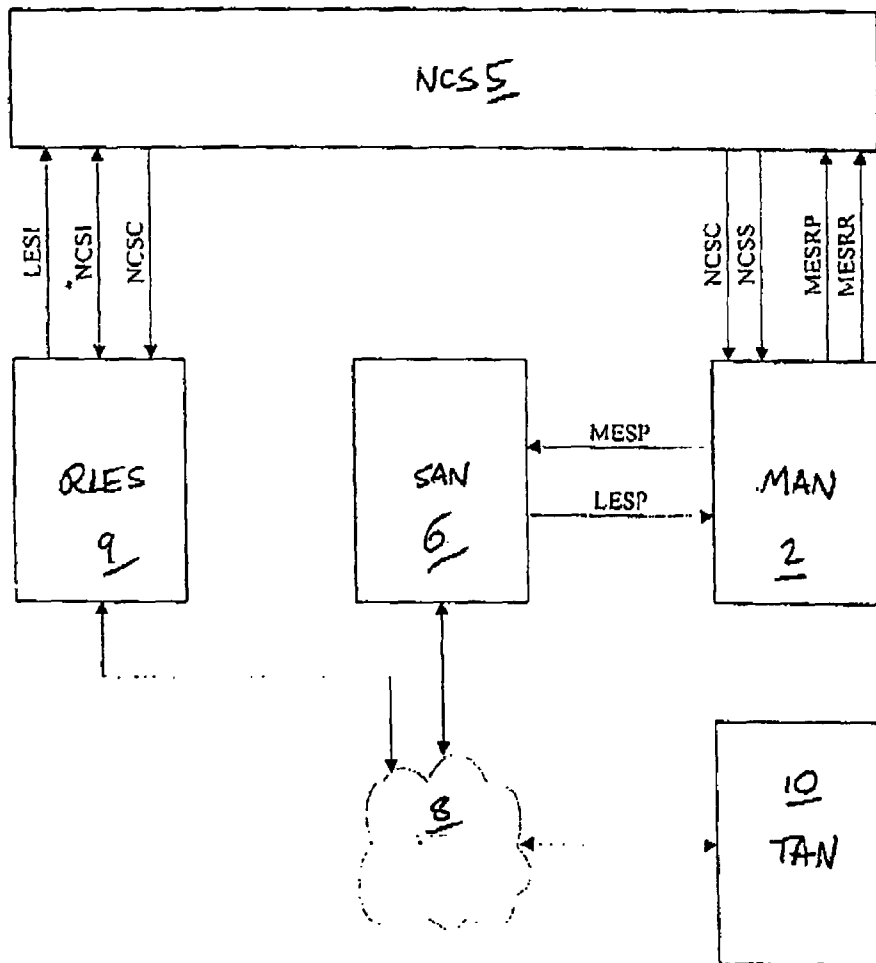 NCS 5
LESI
NCSI
NCSC
NCSC
NCSS
MESRP
MESRR
RLES
9
SAN
6
MESP
LESP
MAN
2
8
10
TAN